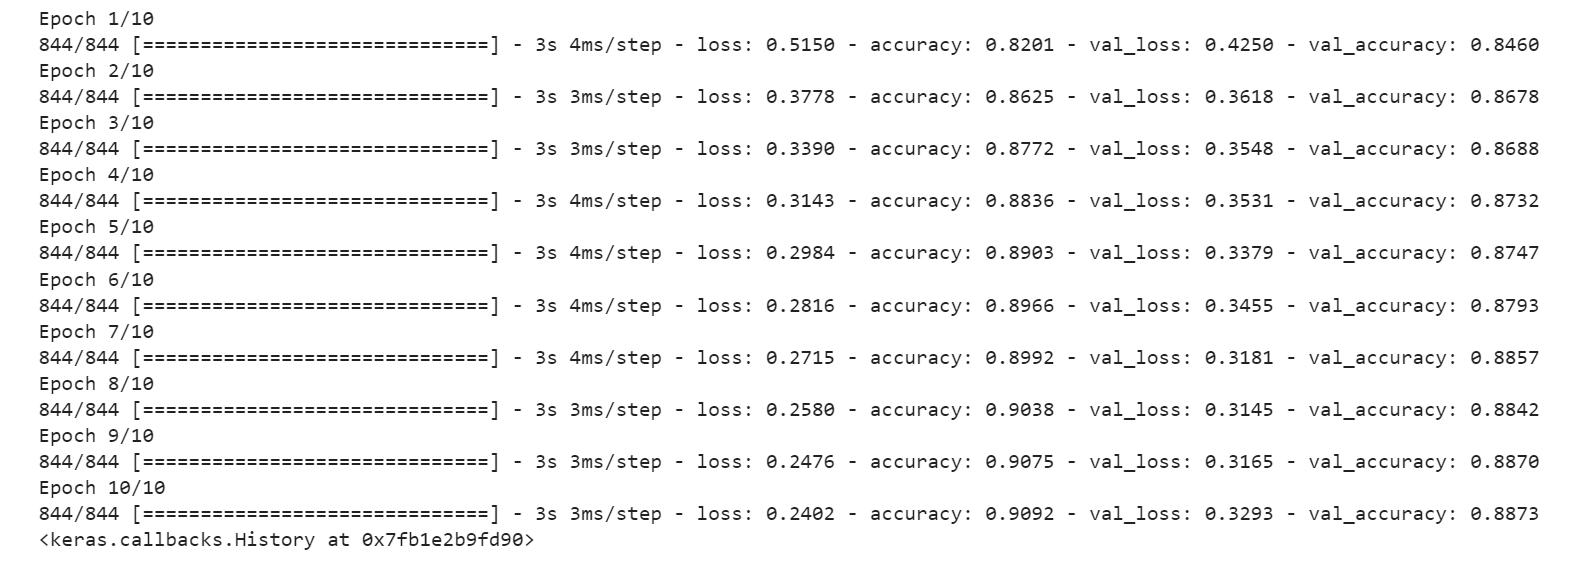 Epoch 1/10
844/844 [==============================] - 3s 4ms/step - loss: 0.5150 - accuracy: 0.8201 - val_loss: 0.4250 - val_accuracy: 0.8460
Epoch 2/10
844/844 [==============================] - 3s 3ms/step - loss: 0.3778 - accuracy: 0.8625 - val_loss: 0.3618 - val_accuracy: 0.8678
Epoch 3/10
844/844 [==============================] - 3s 3ms/step - loss: 0.3390 - accuracy: 0.8772 - val_loss: 0.3548 - val_accuracy: 0.8688
Epoch 4/10
844/844 [==============================] - 3s 4ms/step - loss: 0.3143 - accuracy: 0.8836 - val_loss: 0.3531 - val_accuracy: 0.8732
Epoch 5/10
844/844 [==============================] - 3s 4ms/step - loss: 0.2984 - accuracy: 0.8903 - val_loss: 0.3379 - val_accuracy: 0.8747
Epoch 6/10
844/844 [==============================] - 3s 4ms/step - loss: 0.2816 - accuracy: 0.8966 - val_loss: 0.3455 - val_accuracy: 0.8793
Epoch 7/10
844/844 [==============================] - 3s 4ms/step - loss: 0.2715 - accuracy: 0.8992 - val_loss: 0.3181 - val_accuracy: 0.8857
Epoch 8/10
844/844 [==============================] - 3s 3ms/step - loss: 0.2580 - accuracy: 0.9038 - val_loss: 0.3145 - val_accuracy: 0.8842
Epoch 9/10
844/844 [==============================] - 3s 3ms/step - loss: 0.2476 - accuracy: 0.9075 - val_loss: 0.3165 - val_accuracy: 0.8870
Epoch 10/10
844/844 [==============================] - 3s 3ms/step - loss: 0.2402 - accuracy: 0.9092 - val_loss: 0.3293 - val_accuracy: 0.8873
<keras.callbacks.History at 0x7fb1e2b9fd90>